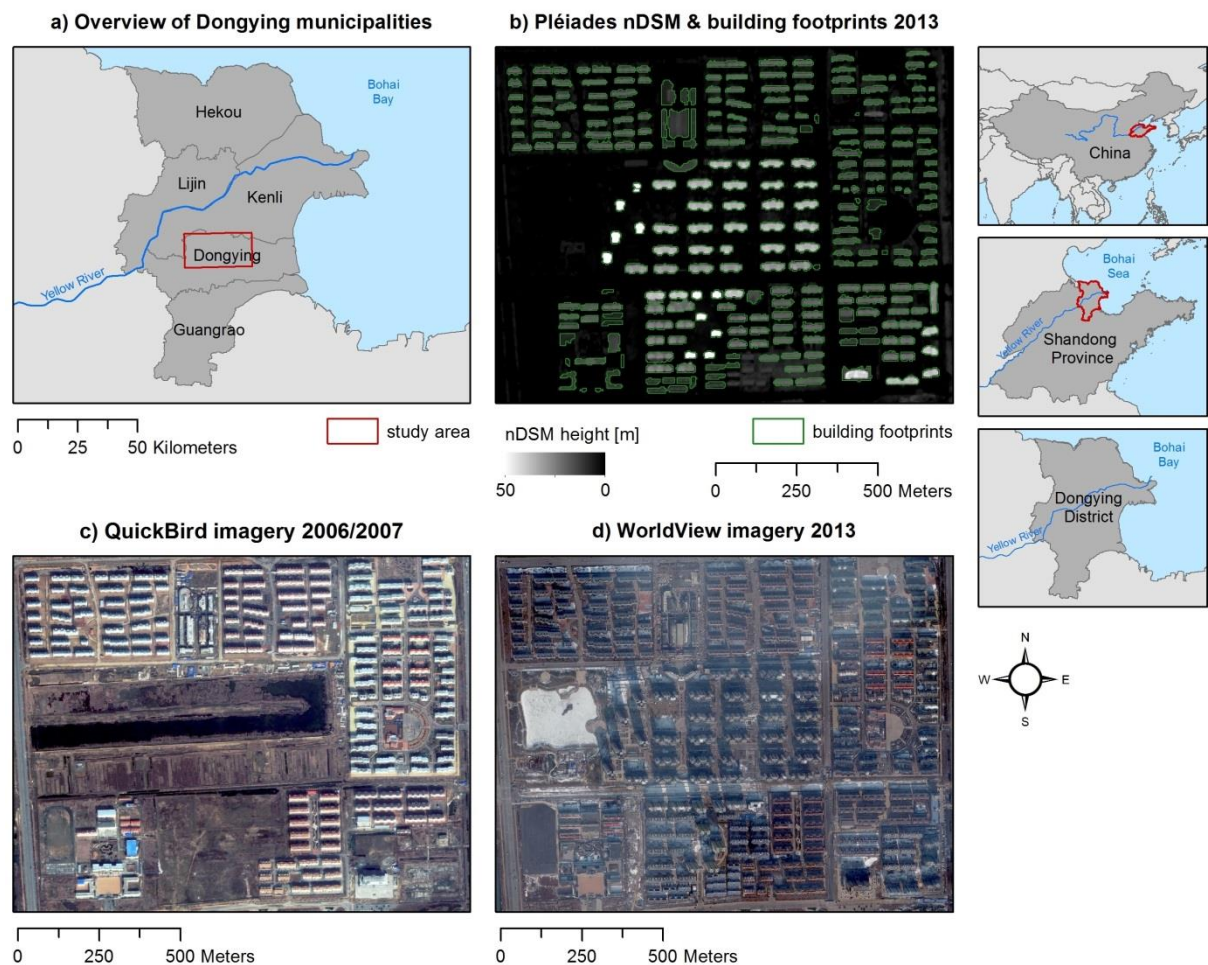 a) Overview of Dongying municipalities
Bohai
Bay
Hekou
Lijin
Kenli
Dongying
Yellow River
Guangrao
0 25 50 Kilometers
study area
b) Pléiades nDSM & building footprints 2013
nDSM height [m]
50 0
building footprints
0 250 500 Meters
China
Bohai
Sea
Yellow River
Shandong
Province
Bohai
Bay
Dongying
District
Yellow River
N
W E
S
c) QuickBird imagery 2006/2007
0 250 500 Meters
d) WorldView imagery 2013
0 250 500 Meters